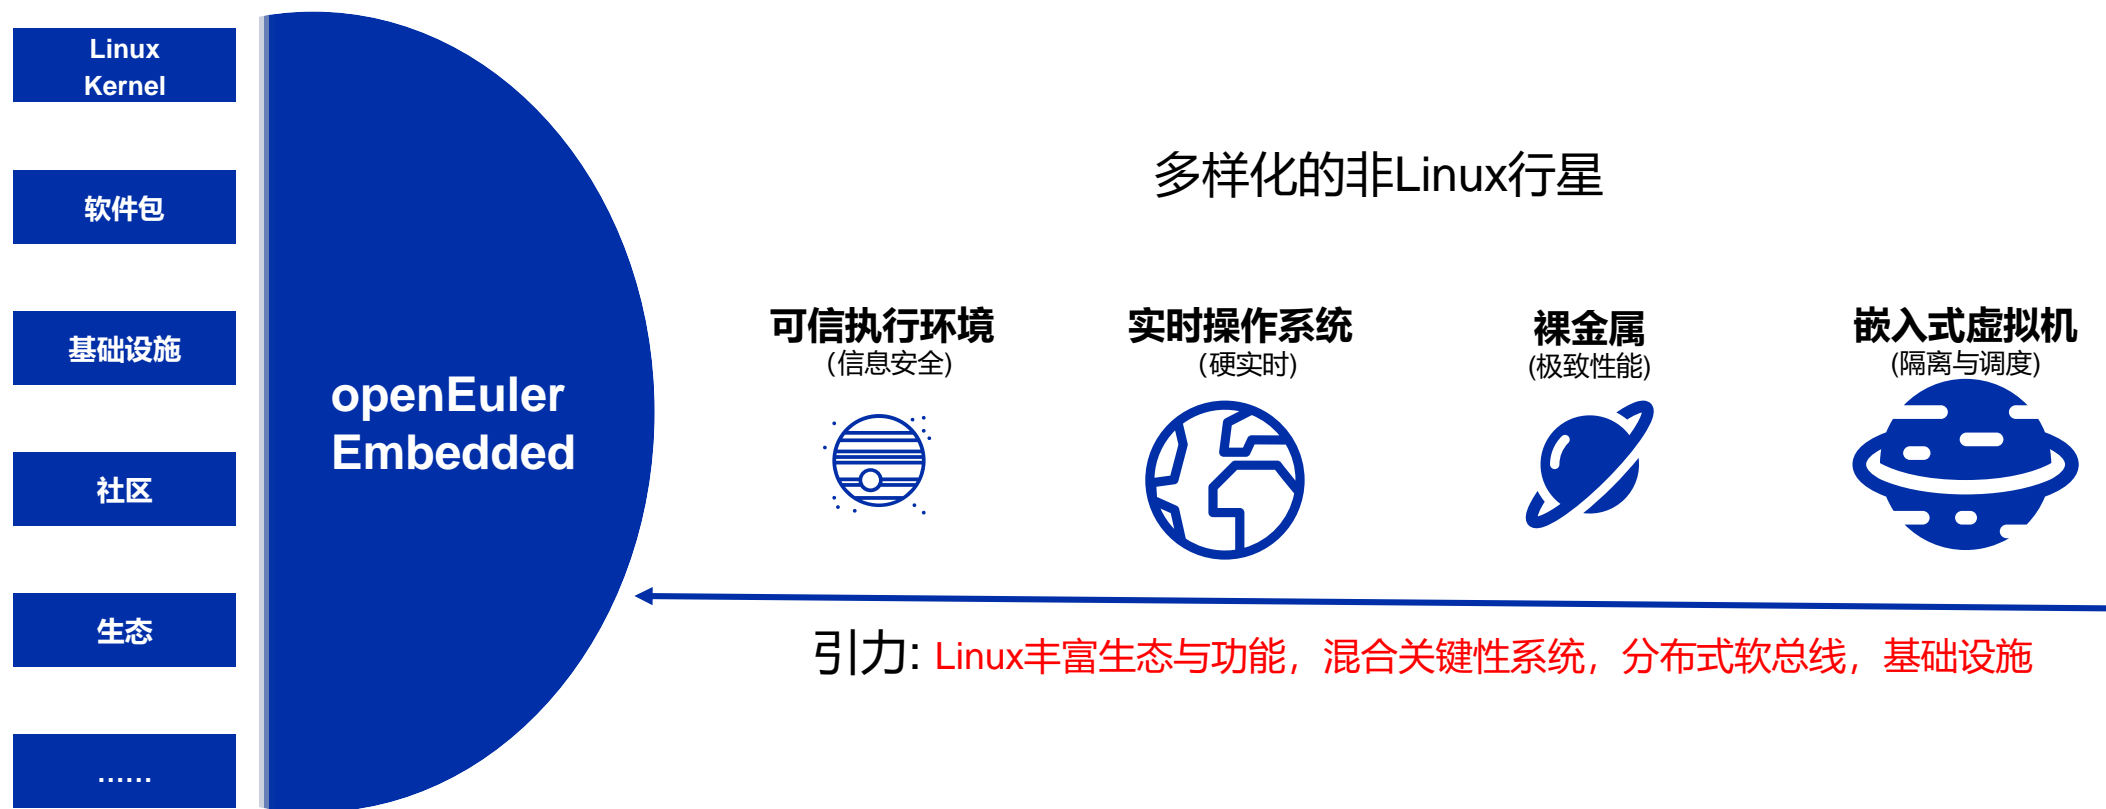 Linux
Kernel
软件包
基础设施
社区
生态
……
openEuler
Embedded
多样化的非Linux行星
可信执行环境
(信息安全)
实时操作系统
(硬实时)
裸金属
(极致性能)
嵌入式虚拟机
(隔离与调度)
引力: Linux丰富生态与功能，混合关键性系统，分布式软总线，基础设施